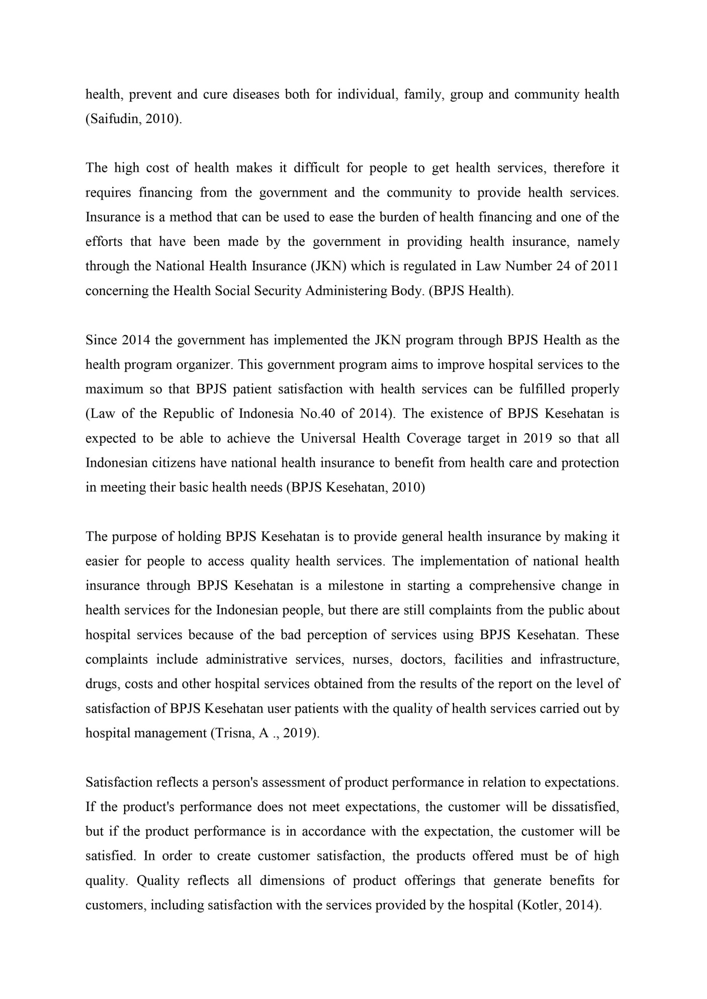 health, prevent and cure diseases both for individual, family, group and community health
(Saifudin, 2010).
The high cost of health makes it difficult for people to get health services, therefore it
requires financing from the government and the community to provide health services.
Insurance is a method that can be used to ease the burden of health financing and one of the
efforts that have been made by the government in providing health insurance, namely
through the National Health Insurance (JKN) which is regulated in Law Number 24 of 2011
concerning the Health Social Security Administering Body. (BPJS Health).
Since 2014 the government has implemented the JKN program through BPJS Health as the
health program organizer. This government program aims to improve hospital services to the
maximum so that BPJS patient satisfaction with health services can be fulfilled properly
(Law of the Republic of Indonesia No.40 of 2014). The existence of BPJS Kesehatan is
expected to be able to achieve the Universal Health Coverage target in 2019 so that all
Indonesian citizens have national health insurance to benefit from health care and protection
in meeting their basic health needs (BPJS Kesehatan, 2010)
The purpose of holding BPJS Kesehatan is to provide general health insurance by making it
easier for people to access quality health services. The implementation of national health
insurance through BPJS Kesehatan is a milestone in starting a comprehensive change in
health services for the Indonesian people, but there are still complaints from the public about
hospital services because of the bad perception of services using BPJS Kesehatan. These
complaints include administrative services, nurses, doctors, facilities and infrastructure,
drugs, costs and other hospital services obtained from the results of the report on the level of
satisfaction of BPJS Kesehatan user patients with the quality of health services carried out by
hospital management (Trisna, A ., 2019).
Satisfaction reflects a person's assessment of product performance in relation to expectations.
If the product's performance does not meet expectations, the customer will be dissatisfied,
but if the product performance is in accordance with the expectation, the customer will be
satisfied. In order to create customer satisfaction, the products offered must be of high
quality. Quality reflects all dimensions of product offerings that generate benefits for
customers, including satisfaction with the services provided by the hospital (Kotler, 2014).